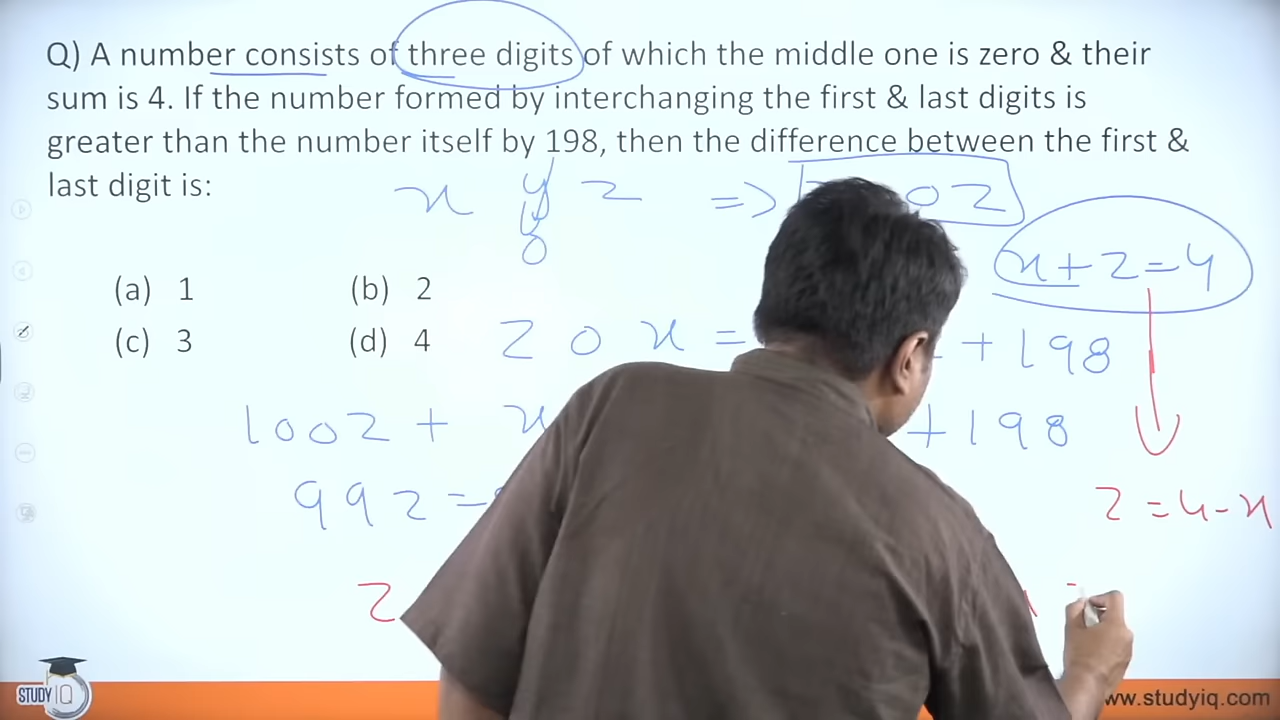 Q) A number consists of three digits of which the middle one is zero & their
sum is 4. If the number formed by interchanging the first & last digits is
greater than the number itself by 198, then the difference between the first &
last digit is:
x y z => 0 z
0
x + z = 4
(a) 1 (b) 2
(c) 3 (d) 4
z 0 x = + 198
100z + x + 198
99z =
z = 4 - x
z
STUDY IQ
ww.studyiq.com